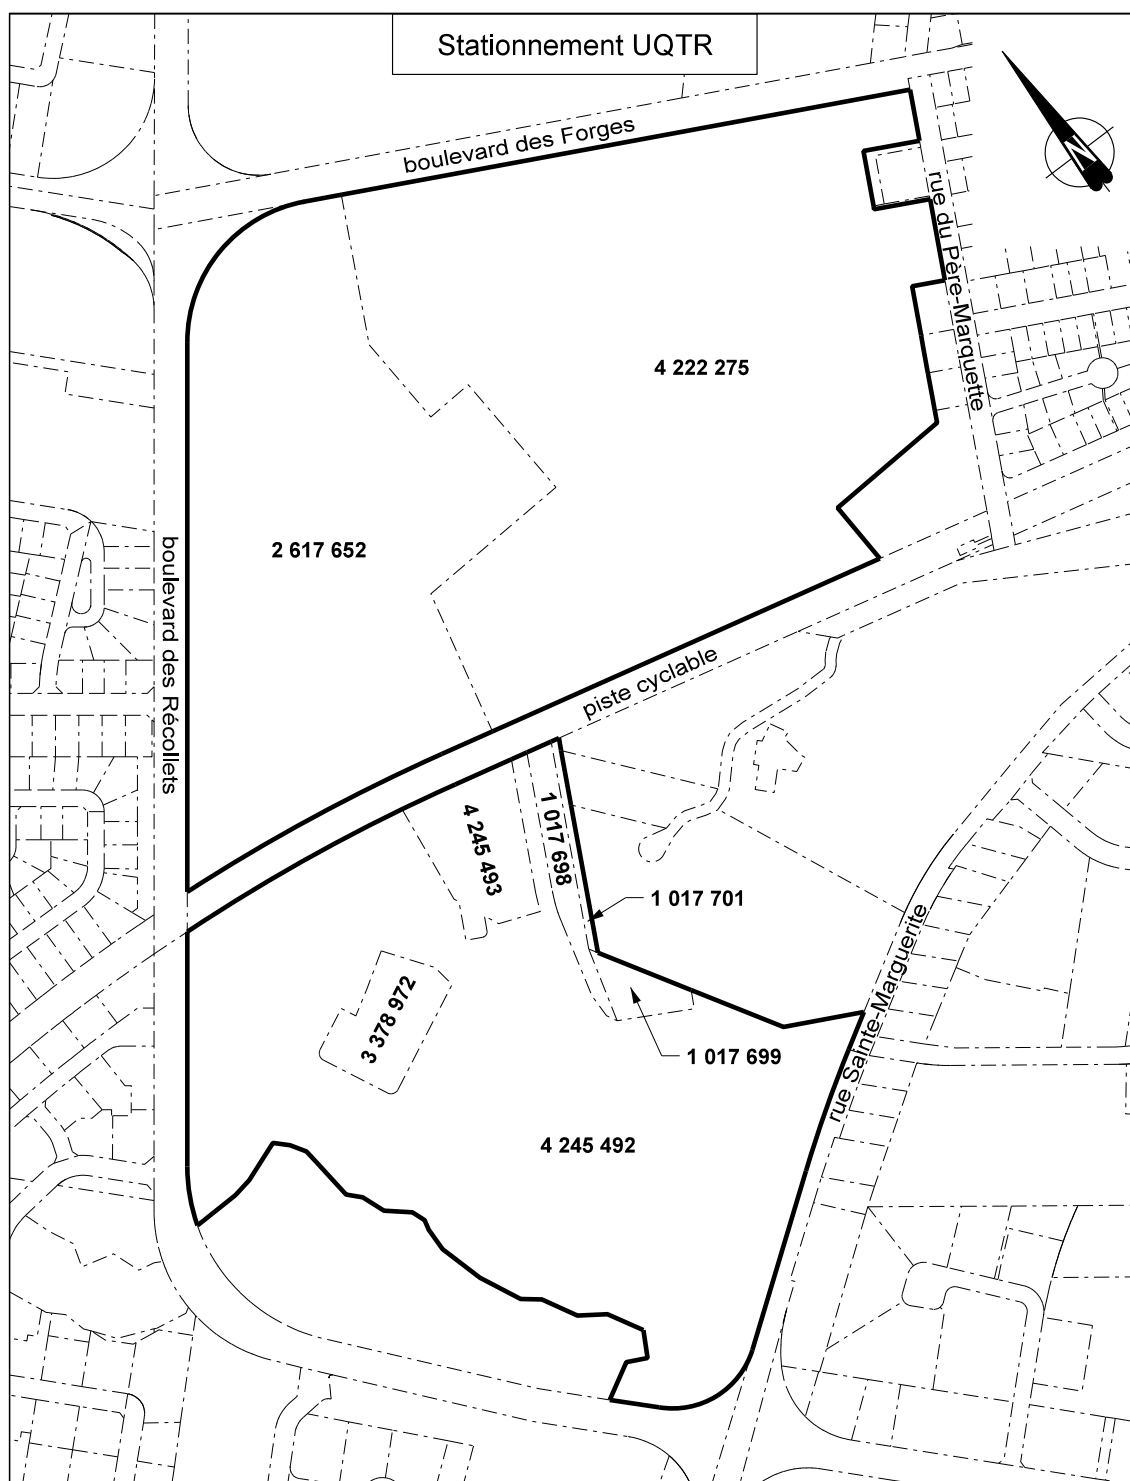 Stationnement UQTR
boulevard des Forges
rue du Père-Marquette
N
4 222 275
2 617 652
boulevard des Récollets
piste cyclable
4 245 493
1 017 698
1 017 701
rue Sainte-Marguerite
3 378 972
1 017 699
4 245 492